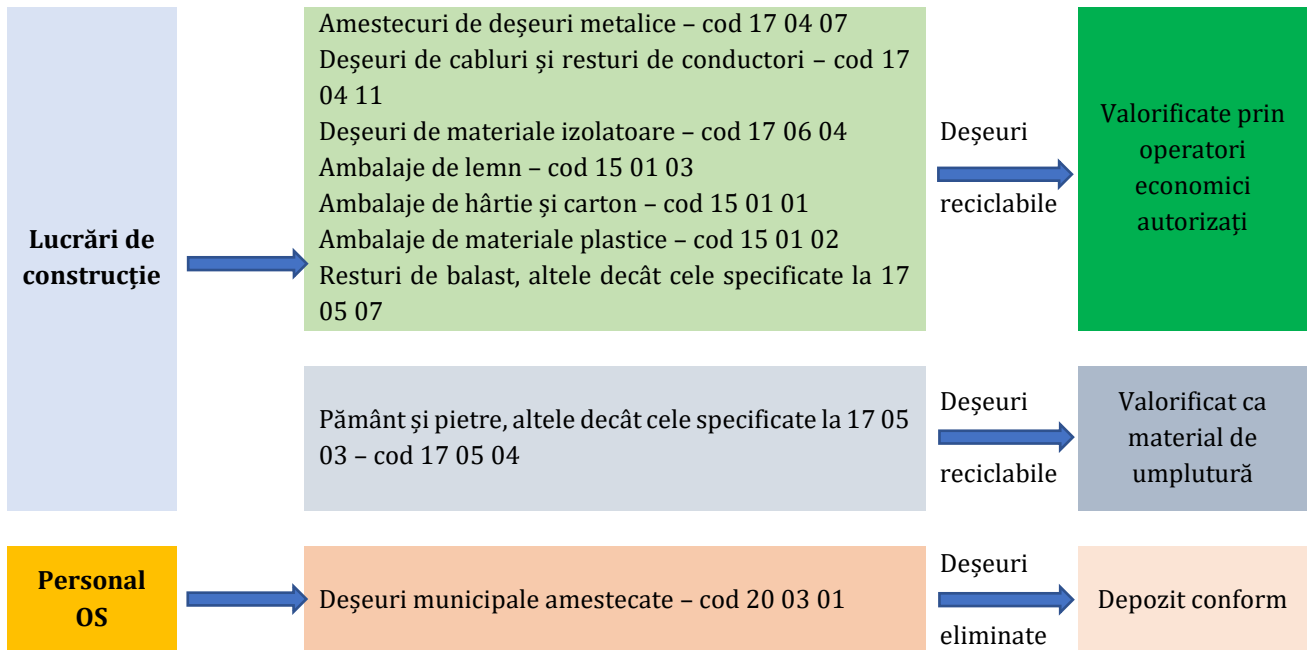 Amestecuri de deșeuri metalice – cod 17 04 07
Deșeuri de cabluri și resturi de conductori – cod 17
04 11
Deșeuri de materiale izolatoare – cod 17 06 04
Ambalaje de lemn – cod 15 01 03
Ambalaje de hârtie și carton – cod 15 01 01
Ambalaje de materiale plastice – cod 15 01 02
Resturi de balast, altele decât cele specificate la 17
05 07
Deșeuri
reciclabile
Valorificate prin
operatori
economici
autorizați
Lucrări de
construcție
Pământ și pietre, altele decât cele specificate la 17 05
03 – cod 17 05 04
Deșeuri
reciclabile
Valorificat ca
material de
umplutură
Personal
OS
Deșeuri municipale amestecate – cod 20 03 01
Deșeuri
eliminate
Depozit conform